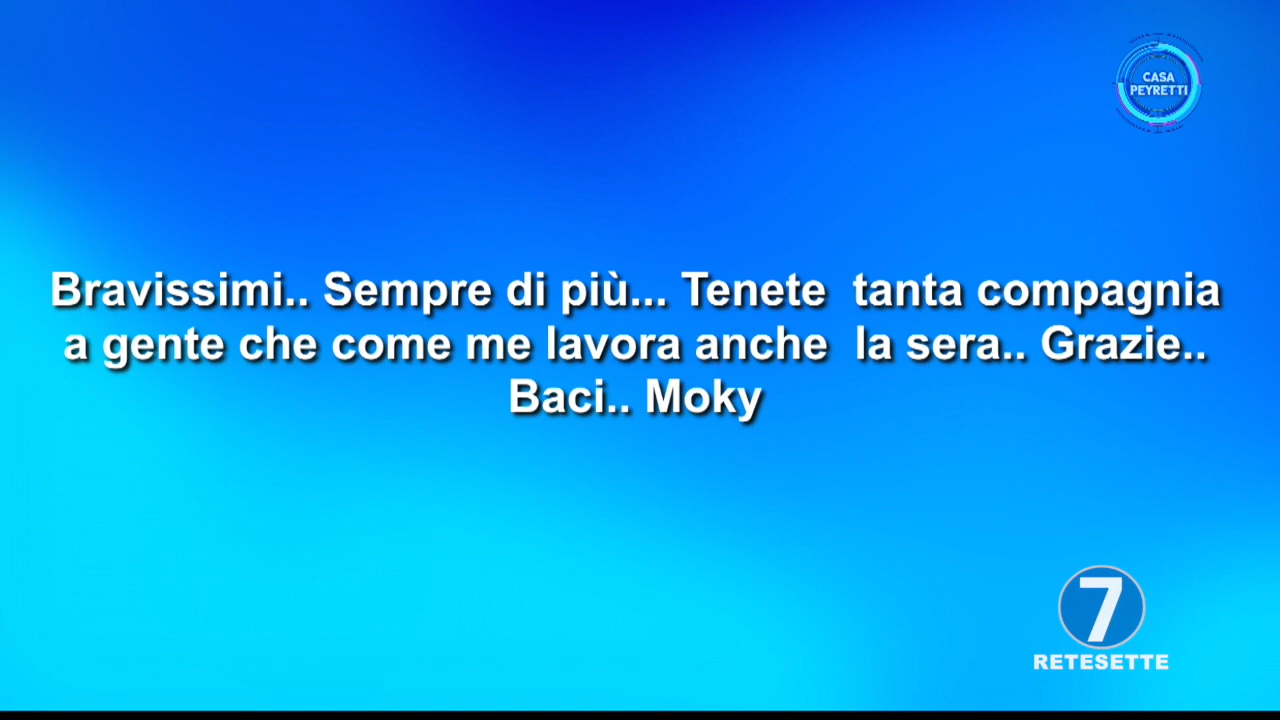 CASA
PEYRETTI
Bravissimi.. Sempre di più... Tenete  tanta compagnia
a gente che come me lavora anche  la sera.. Grazie..
Baci.. Moky
7
RETESETTE